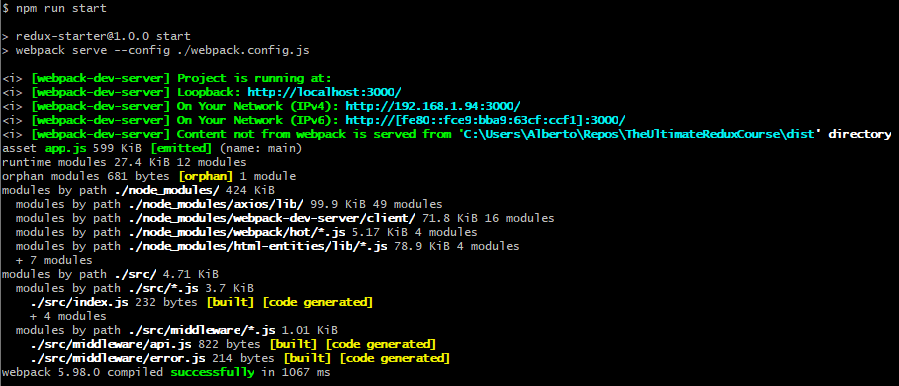 $ npm run start
> redux-starter@1.0.0 start
> webpack serve --config ./webpack.config.js
<i> [webpack-dev-server] Project is running at:
<i> [webpack-dev-server] Loopback: http://localhost:3000/
<i> [webpack-dev-server] On Your Network (IPv4): http://192.168.1.94:3000/
<i> [webpack-dev-server] On Your Network (IPv6): http://[fe80::fce9:bba9:63cf:ccf1]:3000/
<i> [webpack-dev-server] Content not from webpack is served from 'C:\Users\Alberto\Repos\TheUltimateReduxCourse\dist' directory
asset app.js 599 KiB [emitted] (name: main)
runtime modules 27.4 KiB 12 modules
orphan modules 681 bytes [orphan] 1 module
modules by path ./node_modules/ 424 KiB
  modules by path ./node_modules/axios/lib/ 99.9 KiB 49 modules
  modules by path ./node_modules/webpack-dev-server/client/ 71.8 KiB 16 modules
  modules by path ./node_modules/webpack/hot/*.js 5.17 KiB 4 modules
  modules by path ./node_modules/html-entities/lib/*.js 78.9 KiB 4 modules
  + 7 modules
modules by path ./src/ 4.71 KiB
  modules by path ./src/*.js 3.7 KiB
    ./src/index.js 232 bytes [built] [code generated]
    + 4 modules
  modules by path ./src/middleware/*.js 1.01 KiB
    ./src/middleware/api.js 822 bytes [built] [code generated]
    ./src/middleware/error.js 214 bytes [built] [code generated]
webpack 5.98.0 compiled successfully in 1067 ms